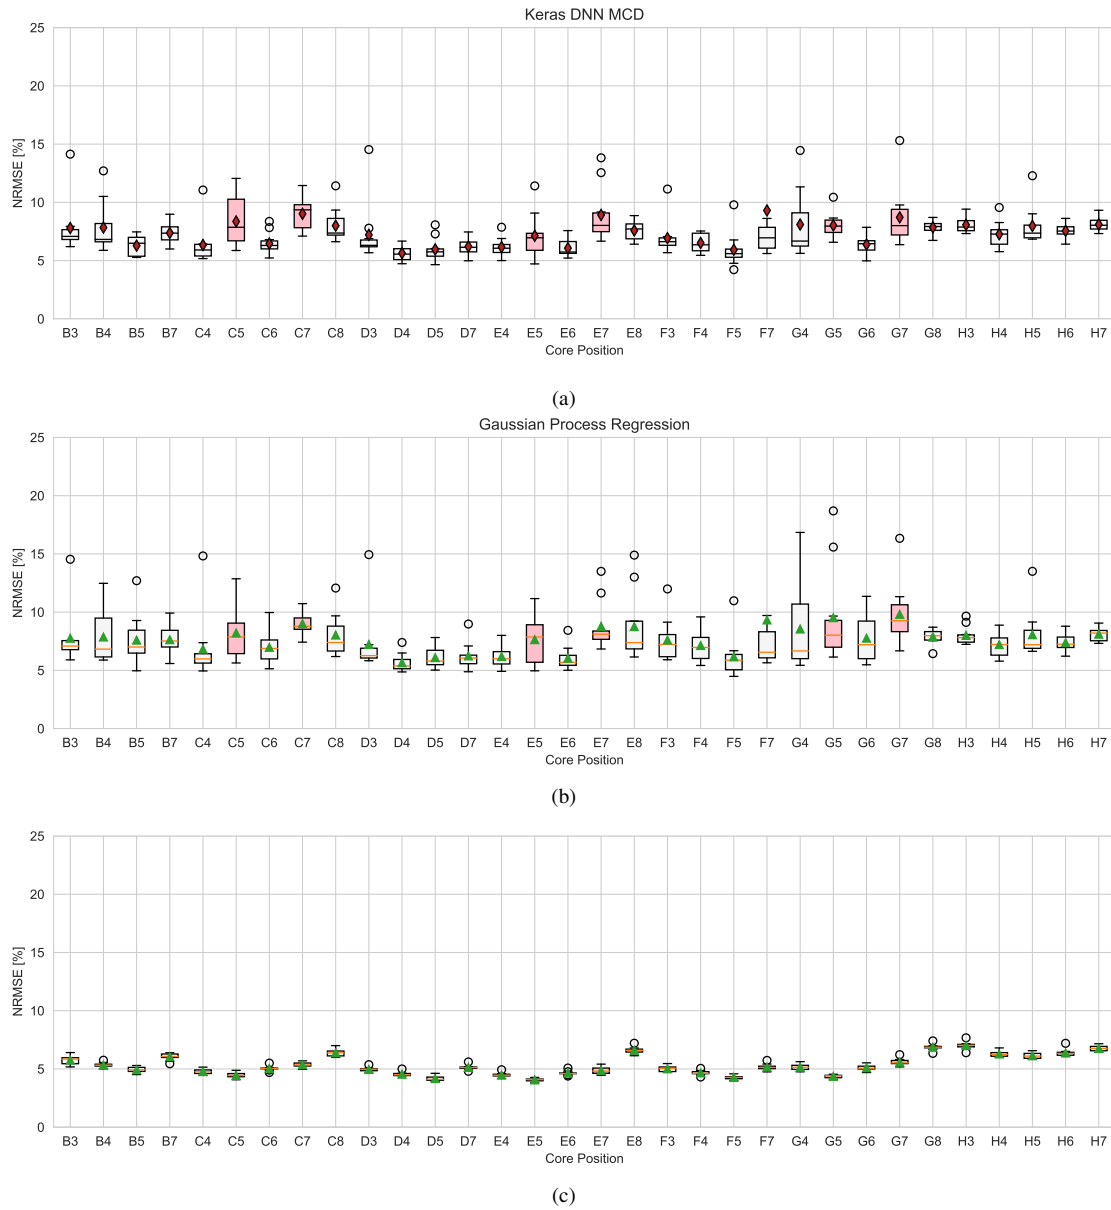 Keras DNN MCD
25
20
15
10
5
0
NRMSE [%]
B3 B4 B5 B7 C4 C5 C6 C7 C8 D3 D4 D5 D7 E4 E5 E6 E7 E8 F3 F4 F5 F7 G4 G5 G6 G7 G8 H3 H4 H5 H6 H7
Core Position
(a)
Gaussian Process Regression
25
20
15
10
5
0
NRMSE [%]
B3 B4 B5 B7 C4 C5 C6 C7 C8 D3 D4 D5 D7 E4 E5 E6 E7 E8 F3 F4 F5 F7 G4 G5 G6 G7 G8 H3 H4 H5 H6 H7
Core Position
(b)
25
20
15
10
5
0
NRMSE [%]
B3 B4 B5 B7 C4 C5 C6 C7 C8 D3 D4 D5 D7 E4 E5 E6 E7 E8 F3 F4 F5 F7 G4 G5 G6 G7 G8 H3 H4 H5 H6 H7
Core Position
(c)